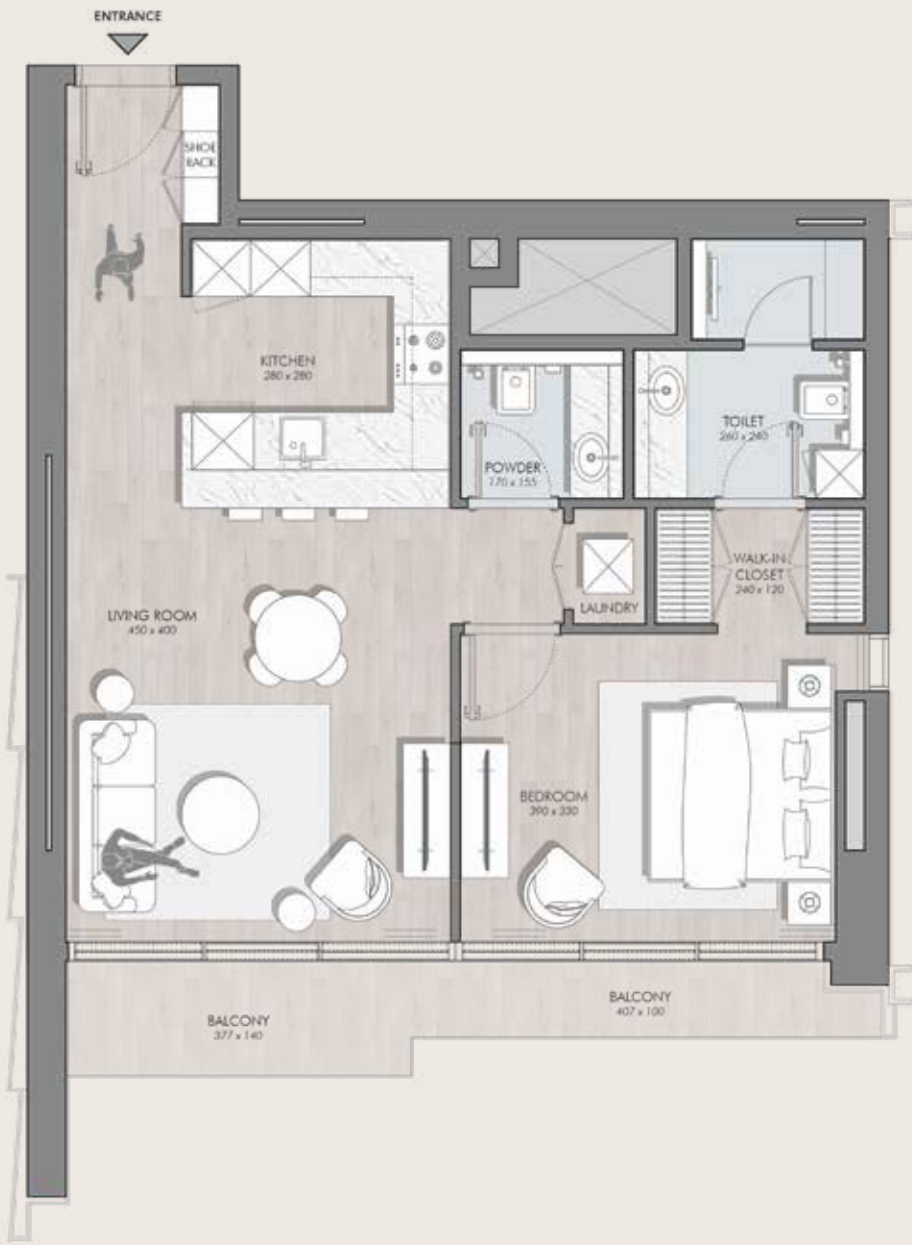 ENTRANCE
SHOE
RACK
KITCHEN
280 x 280
TOILET
260 x 240
POWDER
170 x 155
WALK-IN
CLOSET
240 x 120
LAUNDRY
LIVING ROOM
450 x 400
BEDROOM
390 x 330
BALCONY
407 x 100
BALCONY
377 x 140